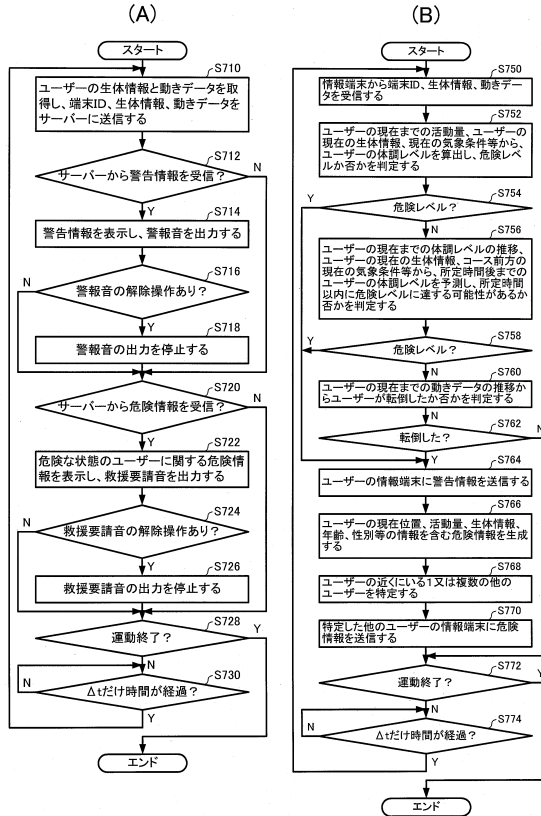 (A)
スタート
S710
ユーザーの生体情報と動きデータを取
得し、端末ID、生体情報、動きデータを
サーバーに送信する
S712
サーバーから警告情報を受信?
N
Y
S714
警告情報を表示し、警報音を出力する
S716
N
警報音の解除操作あり?
Y
S718
警報音の出力を停止する
S720
サーバーから危険情報を受信?
N
Y
S722
危険な状態のユーザーに関する危険情
報を表示し、救援要請音を出力する
S724
N
救援要請音の解除操作あり?
Y
S726
救援要請音の出力を停止する
S728
運動終了?
Y
N
S730
N
Δtだけ時間が経過?
Y
エンド
(B)
スタート
S750
情報端末から端末ID、生体情報、動きデー
タを受信する
S752
ユーザーの現在までの活動量、ユーザーの
現在の生体情報、現在の気象条件等から、
ユーザーの体調レベルを算出し、危険レベ
ルか否かを判定する
S754
Y
危険レベル?
N
S756
ユーザーの現在までの体調レベルの推移、
ユーザーの現在の生体情報、コース前方の
現在の気象条件等から、所定時間後までの
ユーザーの体調レベルを予測し、所定時間
以内に危険レベルに達する可能性があるか
否かを判定する
S758
Y
危険レベル?
N
S760
ユーザーの現在までの動きデータの推移か
らユーザーが転倒したか否かを判定する
N
S762
転倒した?
N
Y
S764
ユーザーの情報端末に警告情報を送信する
S766
ユーザーの現在位置、活動量、生体情報、
年齢、性別等の情報を含む危険情報を生成
する
S768
ユーザーの近くにいる1又は複数の他の
ユーザーを特定する
S770
特定した他のユーザーの情報端末に危険
情報を送信する
S772
運動終了?
Y
N
S774
N
Δtだけ時間が経過?
Y
エンド